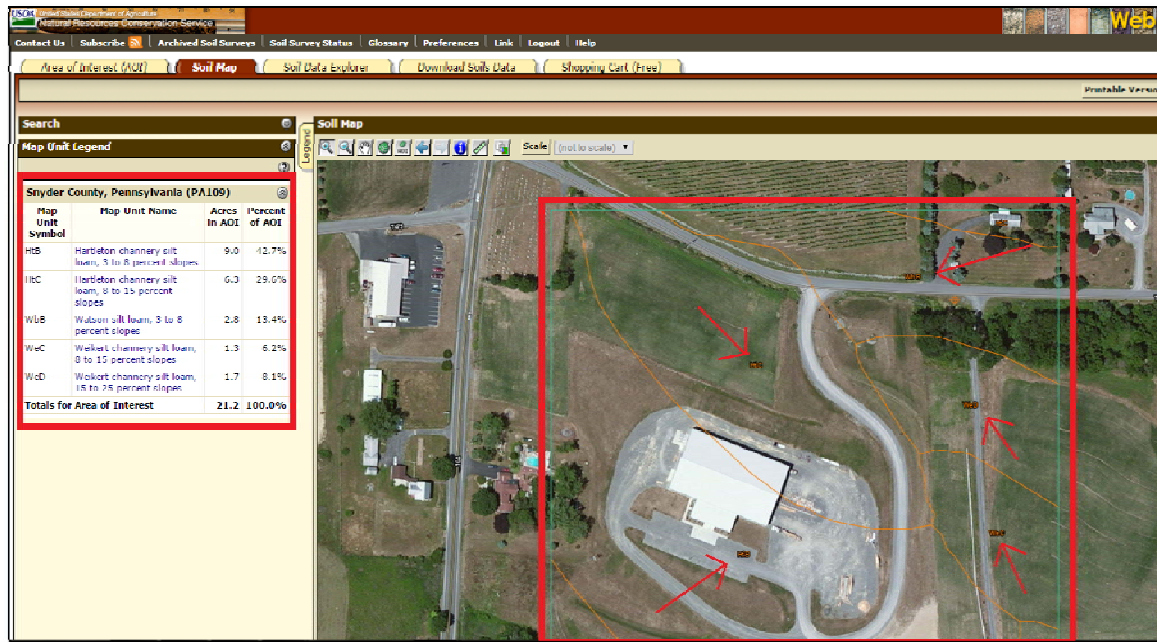 USDA United States Department of Agriculture
Natural Resources Conservation Service
Web
Contact Us Subscribe Archived Soil Surveys Soil Survey Status Glossary Preferences Link Logout Help
Area of Interest (AOI) Soil Map Soil Data Explorer Download Soils Data Shopping Cart (Free)
Printable Versio
Search
Map Unit Legend
Legend
Soil Map
Scale (not to scale)
Snyder County, Pennsylvania (PA109)
Map Unit Symbol Map Unit Name Acres in AOI Percent of AOI
HtB Hartleton channery silt loam, 3 to 8 percent slopes 9.0 42.7%
HtC Hartleton channery silt loam, 8 to 15 percent slopes 6.3 29.6%
WbB Watson silt loam, 3 to 8 percent slopes 2.8 13.4%
WeC Weikert channery silt loam, 8 to 15 percent slopes 1.3 6.2%
WeD Weikert channery silt loam, 15 to 25 percent slopes 1.7 8.1%
Totals for Area of Interest 21.2 100.0%